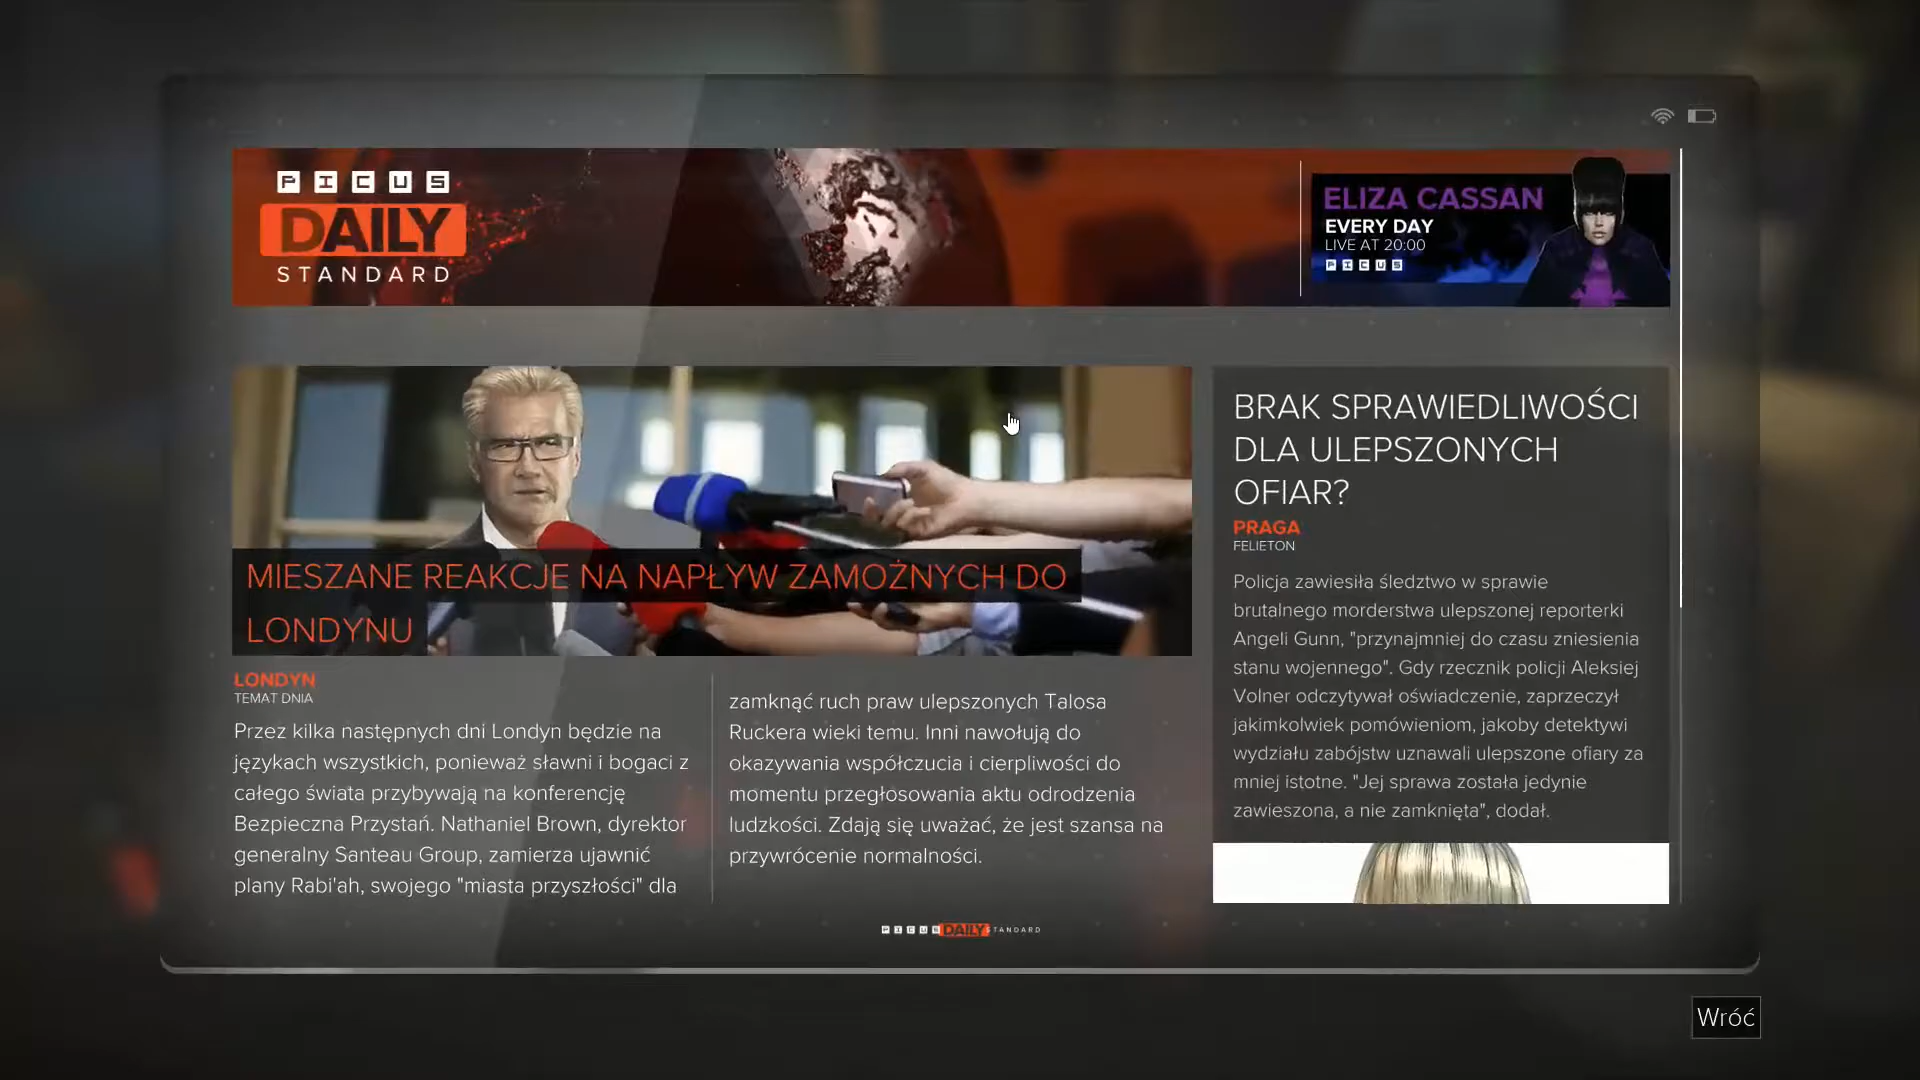 PICUS
DAILY
STANDARD
ELIZA CASSAN
EVERY DAY
LIVE AT 20:00
PICUS
MIESZANE REAKCJE NA NAPŁYW ZAMOŻNYCH DO
LONDYNU
LONDYN
TEMAT DNIA
Przez kilka następnych dni Londyn będzie na
językach wszystkich, ponieważ sławni i bogaci z
całego świata przybywają na konferencję
Bezpieczna Przystań. Nathaniel Brown, dyrektor
generalny Santeau Group, zamierza ujawnić
plany Rabi'ah, swojego "miasta przyszłości" dla
zamknąć ruch praw ulepszonych Talosa
Ruckera wieki temu. Inni nawołują do
okazywania współczucia i cierpliwości do
momentu przegłosowania aktu odrodzenia
ludzkości. Zdają się uważać, że jest szansa na
przywrócenie normalności.
BRAK SPRAWIEDLIWOŚCI
DLA ULEPSZONYCH
OFIAR?
PRAGA
FELIETON
Policja zawiesiła śledztwo w sprawie
brutalnego morderstwa ulepszonej reporterki
Angeli Gunn, "przynajmniej do czasu zniesienia
stanu wojennego". Gdy rzecznik policji Aleksiej
Volner odczytywał oświadczenie, zaprzeczył
jakimkolwiek pomówieniom, jakoby detektywi
wydziału zabójstw uznawali ulepszone ofiary za
mniej istotne. "Jej sprawa została jedynie
zawieszona, a nie zamknięta", dodał.
PICUS DAILY STANDARD
Wróć